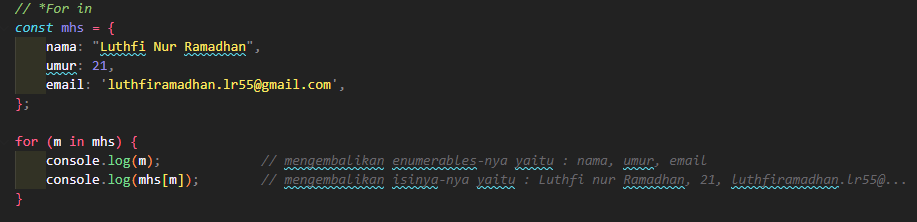 // *For in
const mhs = {
    nama: "Luthfi Nur Ramadhan",
    umur: 21,
    email: 'luthfiramadhan.lr55@gmail.com',
};

for (m in mhs) {
    console.log(m);             // mengembalikan enumerables-nya yaitu : nama, umur, email
    console.log(mhs[m]);        // mengembalikan isinya-nya yaitu : Luthfi nur Ramadhan, 21, luthfiramadhan.lr55@...
}